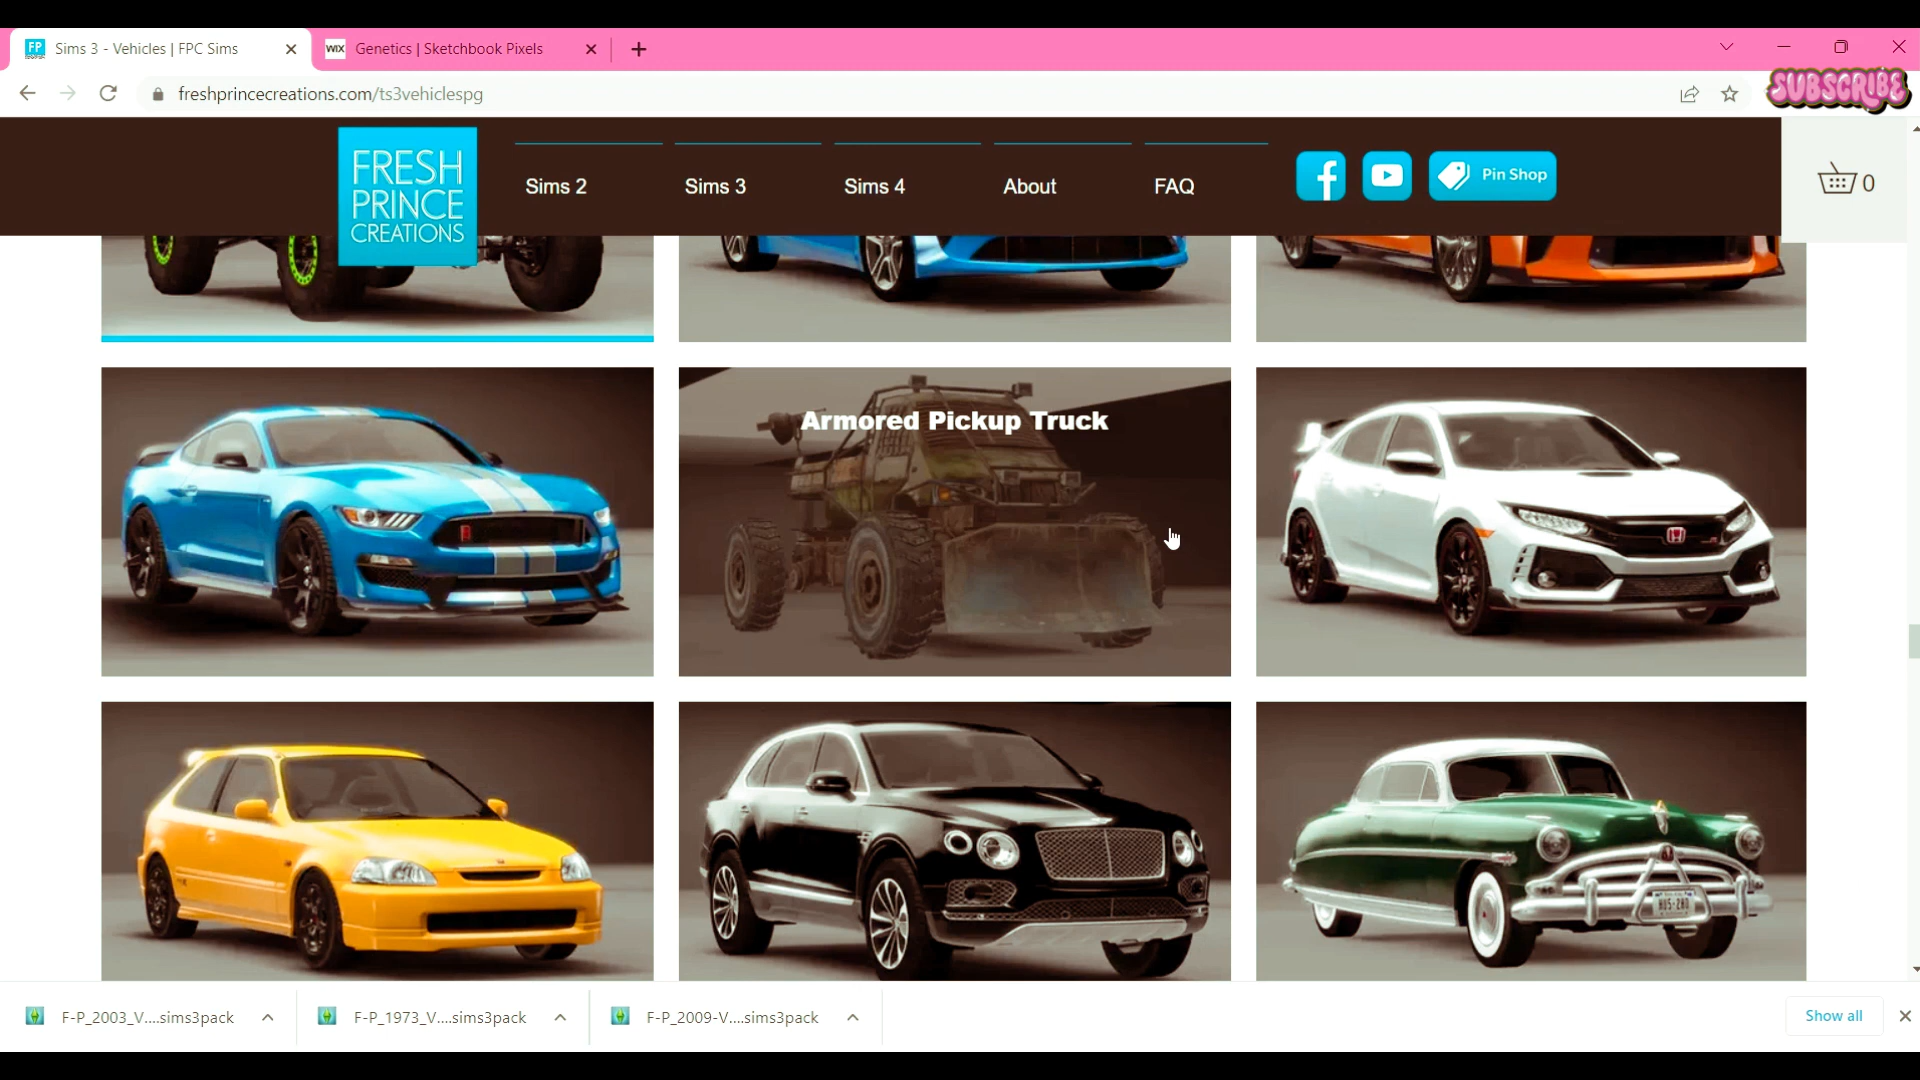 Sims 3 - Vehicles | FPC Sims
WIX Genetics | Sketchbook Pixels
freshprincecreations.com/ts3vehiclespg
SUBSCRIBE
FRESH
PRINCE
CREATIONS
Sims 2
Sims 3
Sims 4
About
FAQ
Pin Shop
0
Armored Pickup Truck
F-P_2003_V....sims3pack
F-P_1973_V....sims3pack
F-P_2009-V....sims3pack
Show all